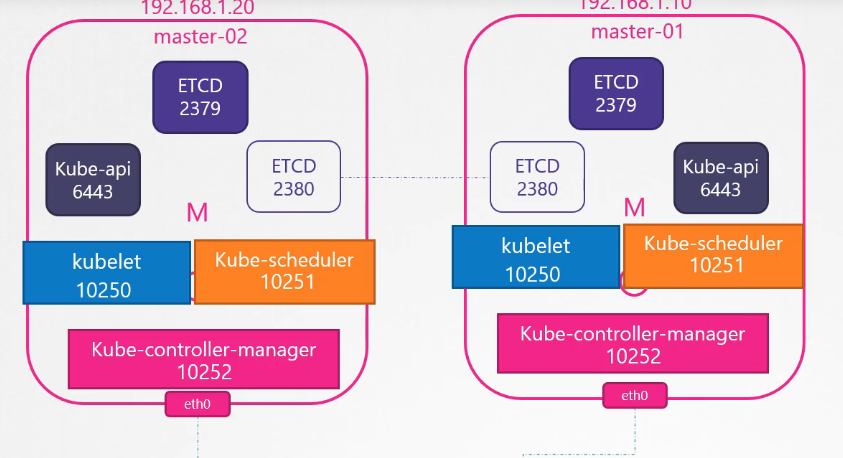 192.168.1.20
master-02
ETCD
2379
Kube-api
6443
ETCD
2380
M
kubelet
10250
Kube-scheduler
10251
Kube-controller-manager
10252
eth0
192.168.1.10
master-01
ETCD
2379
ETCD
2380
Kube-api
6443
M
kubelet
10250
Kube-scheduler
10251
Kube-controller-manager
10252
eth0